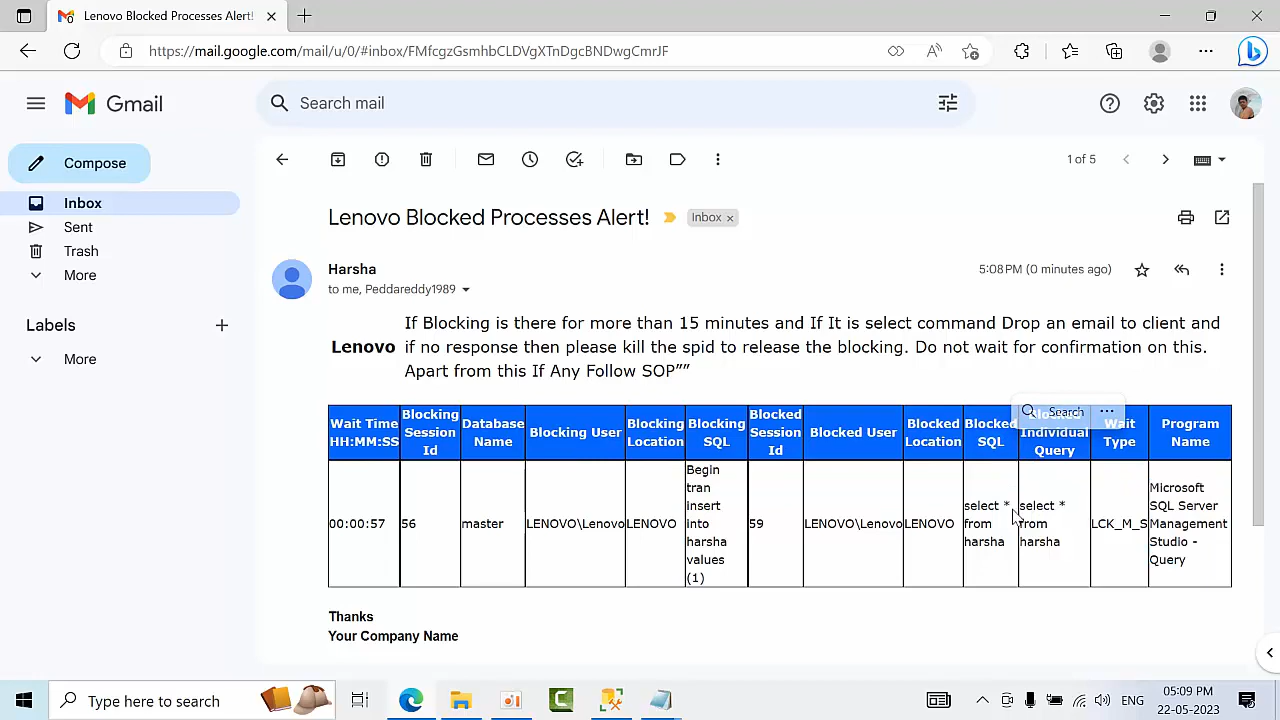 Lenovo Blocked Processes Alert!
https://mail.google.com/mail/u/0/#inbox/FMfcgzGsmhbCLDVgXTnDgcBNDwgCmrJF
Gmail
Search mail
Compose
Inbox
Sent
Trash
More
Labels
More
1 of 5
Lenovo Blocked Processes Alert!
Inbox x
Harsha
5:08 PM (0 minutes ago)
to me, Peddareddy1989
If Blocking is there for more than 15 minutes and If It is select command Drop an email to client and
Lenovo if no response then please kill the spid to release the blocking. Do not wait for confirmation on this.
Apart from this If Any Follow SOP””
Search
Wait Time HH:MM:SS
Blocking Session Id
Database Name
Blocking User
Blocking Location
Blocking SQL
Blocked Session Id
Blocked User
Blocked Location
Blocked SQL
Individual Query
Wait Type
Program Name
00:00:57
56
master
LENOVO\Lenovo
LENOVO
Begin
tran
insert
into
harsha
values
(1)
59
LENOVO\Lenovo
LENOVO
select *
from
harsha
select *
from
harsha
LCK_M_S
Microsoft
SQL Server
Management
Studio -
Query
Thanks
Your Company Name
Type here to search
ENG
05:09 PM
22-05-2023